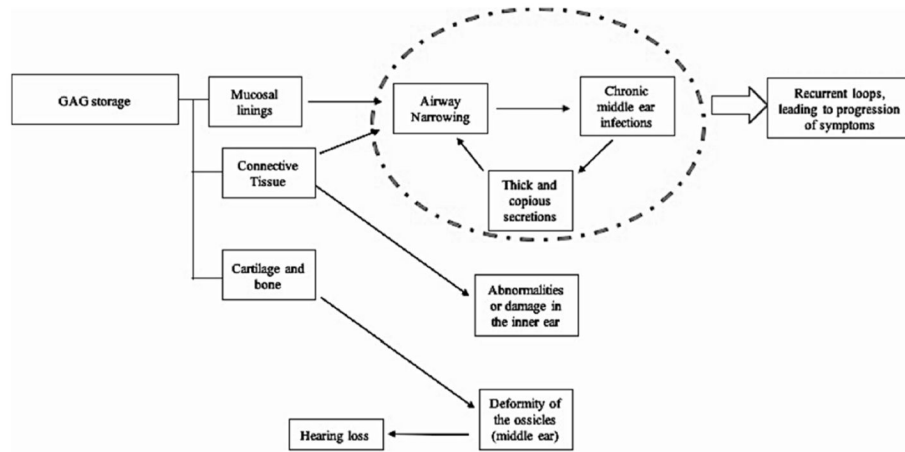 GAG storage
Mucosal
linings
Airway
Narrowing
Chronic
middle ear
infections
Recurrent loops,
leading to progression
of symptoms
Connective
Tissue
Thick and
copious
secretions
Cartilage and
bone
Abnormalities
or damage in
the inner ear
Deformity of
the ossicles
(middle ear)
Hearing loss